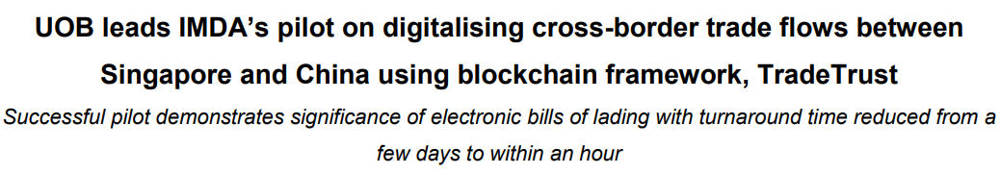 UOB leads IMDA's pilot on digitalising cross-border trade flows between
Singapore and China using blockchain framework, TradeTrust
Successful pilot demonstrates significance of electronic bills of lading with turnaround time reduced from a
few days to within an hour